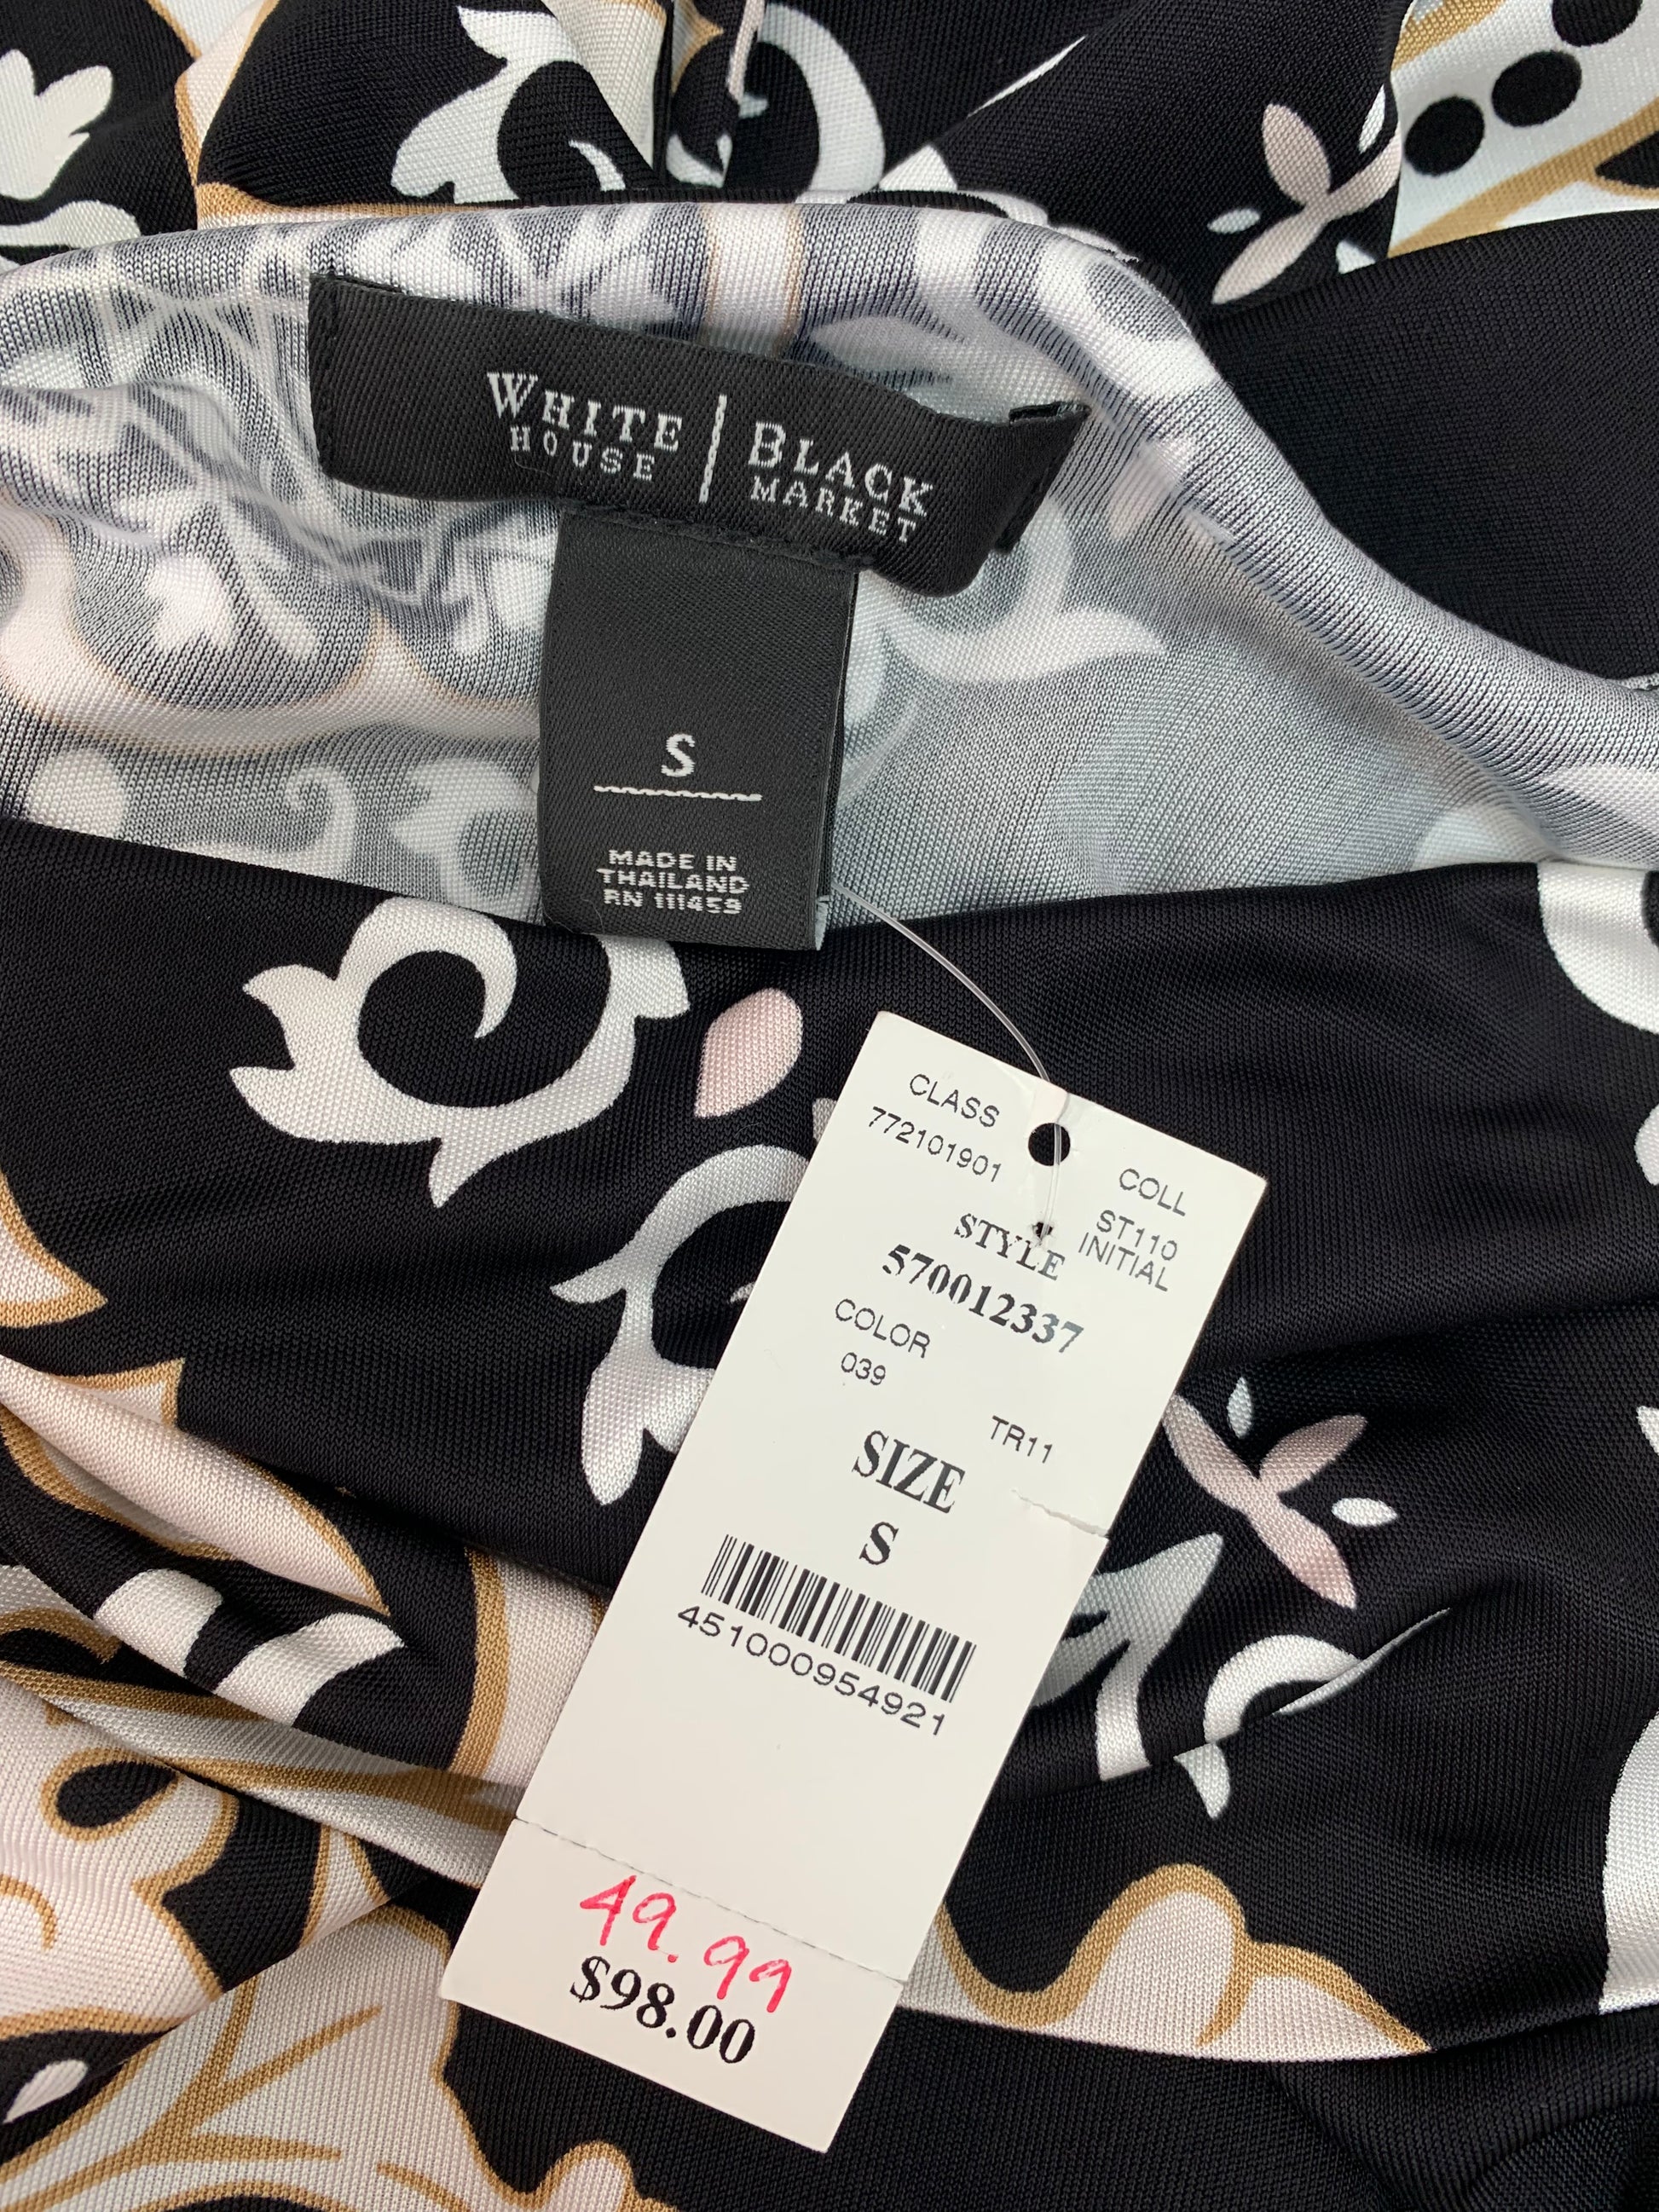 WHITE | BLACK
HOUSE MARKET
S
MADE IN
THAILAND
RN 111459
CLASS
772101901
COLL
ST110
INITIAL
STYLE
570012337
COLOR
039
TR11
SIZE
S
451000954921
49.99
$98.00